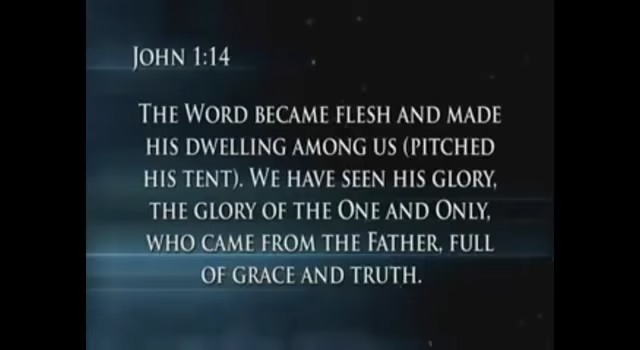 JOHN 1:14
THE WORD BECAME FLESH AND MADE
HIS DWELLING AMONG US (PITCHED
HIS TENT). WE HAVE SEEN HIS GLORY,
THE GLORY OF THE ONE AND ONLY,
WHO CAME FROM THE FATHER, FULL
OF GRACE AND TRUTH.